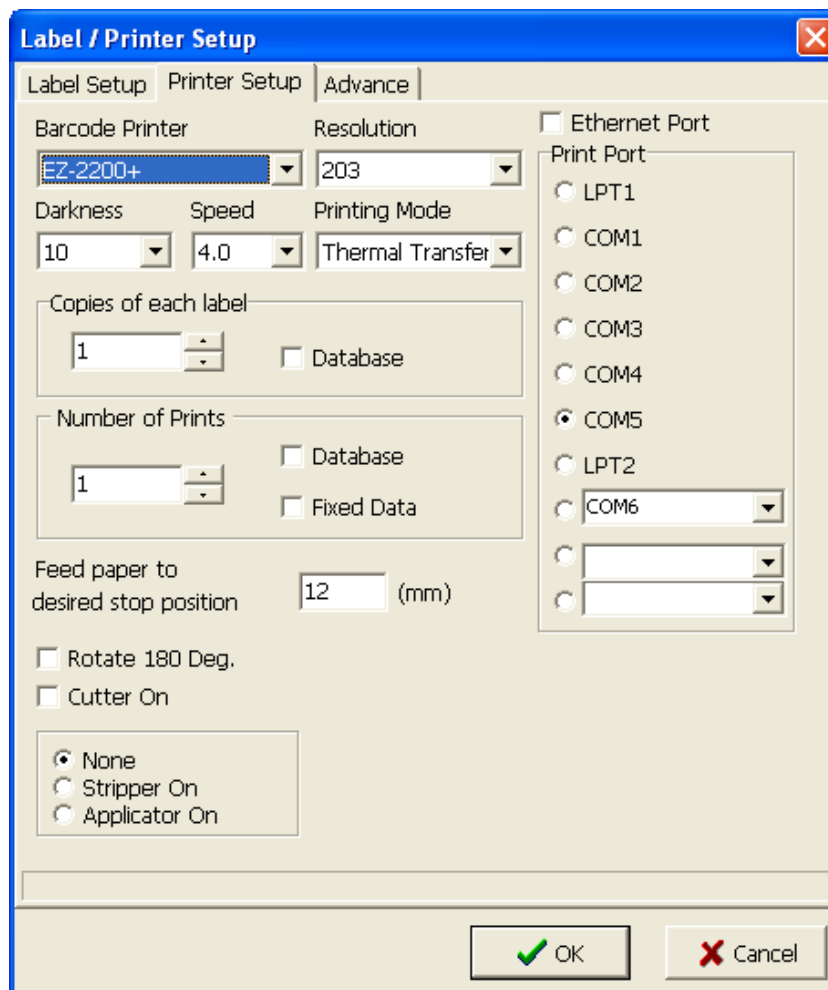 Label / Printer Setup
Label Setup Printer Setup Advance
Barcode Printer
Resolution
EZ-2200+
203
Darkness
Speed
Printing Mode
10
4.0
Thermal Transfer
Copies of each label
1
Database
Number of Prints
1
Database
Fixed Data
Feed paper to
desired stop position
12
(mm)
Rotate 180 Deg.
Cutter On
None
Stripper On
Applicator On
Ethernet Port
Print Port
LPT1
COM1
COM2
COM3
COM4
COM5
LPT2
COM6
OK
Cancel